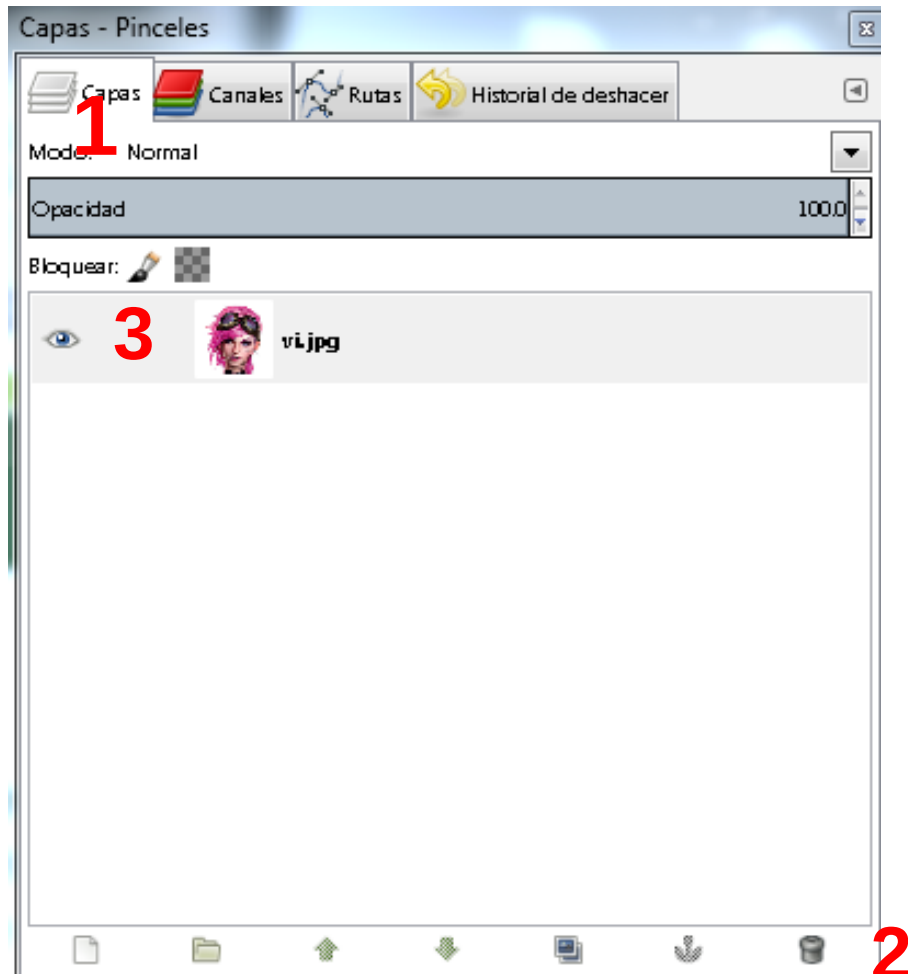 Capas - Pinceles
Capas Canales Rutas Historial de deshacer
1
Modo: Normal
Opacidad 100.0
Bloquear:
3 vi.jpg
2